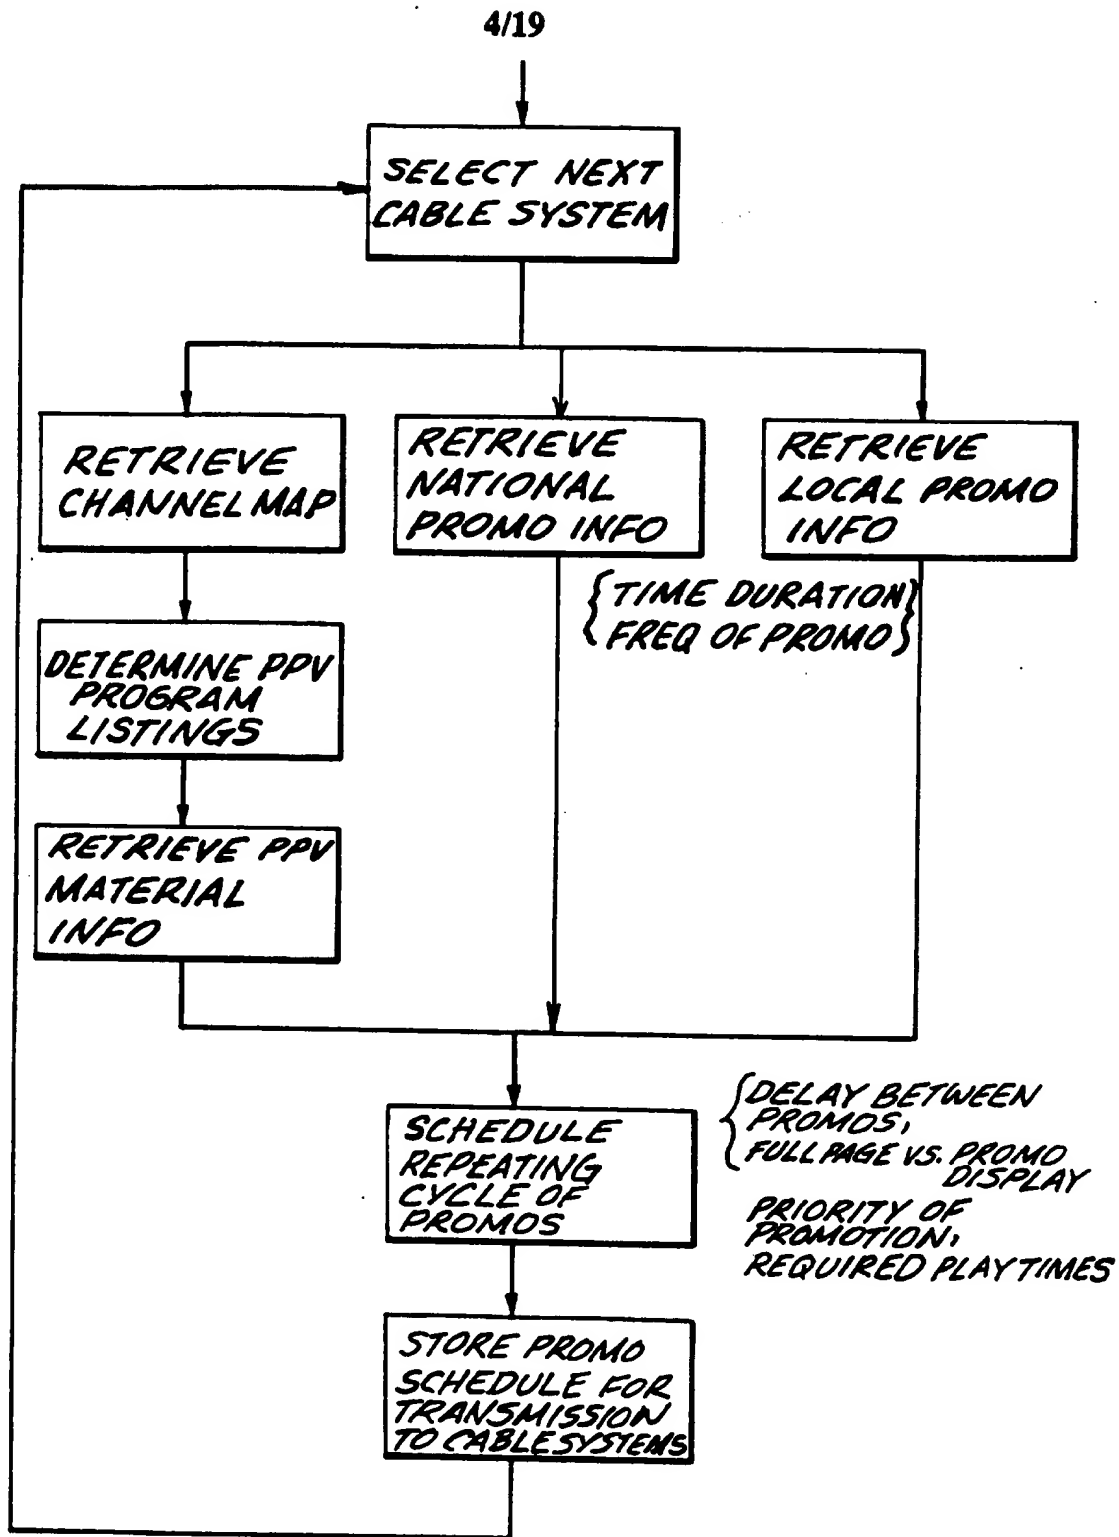 4/19
SELECT NEXT
CABLE SYSTEM
RETRIEVE
CHANNEL MAP
RETRIEVE
NATIONAL
PROMO INFO
RETRIEVE
LOCAL PROMO
INFO
{TIME DURATION}
{FREQ OF PROMO}
DETERMINE PPV
PROGRAM
LISTINGS
RETRIEVE PPV
MATERIAL
INFO
SCHEDULE
REPEATING
CYCLE OF
PROMOS
{DELAY BETWEEN
PROMOS,
FULL PAGE VS. PROMO
DISPLAY
PRIORITY OF
PROMOTION,
REQUIRED PLAYTIMES
STORE PROMO
SCHEDULE FOR
TRANSMISSION
TO CABLE SYSTEMS